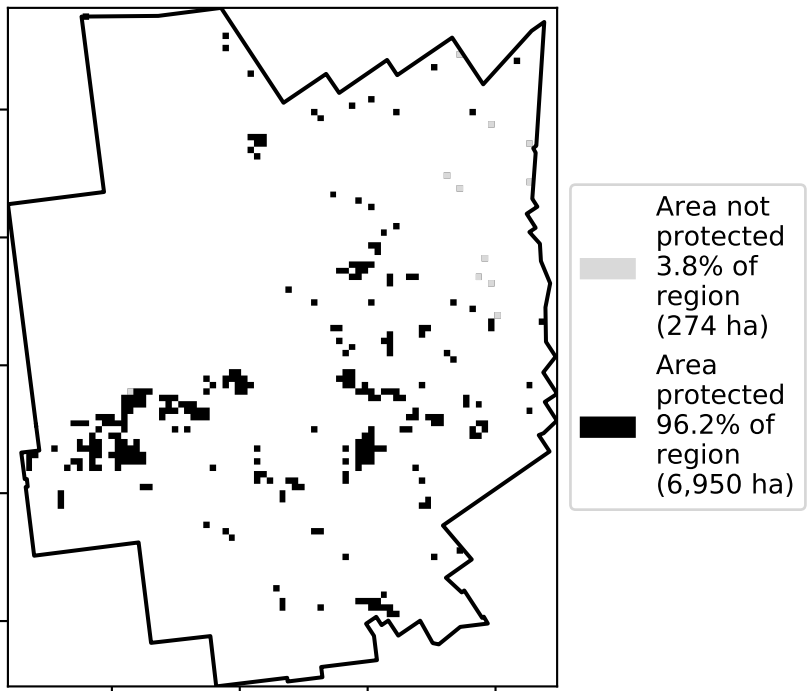 Area not
protected
3.8% of
region
(274 ha)
Area
protected
96.2% of
region
(6,950 ha)